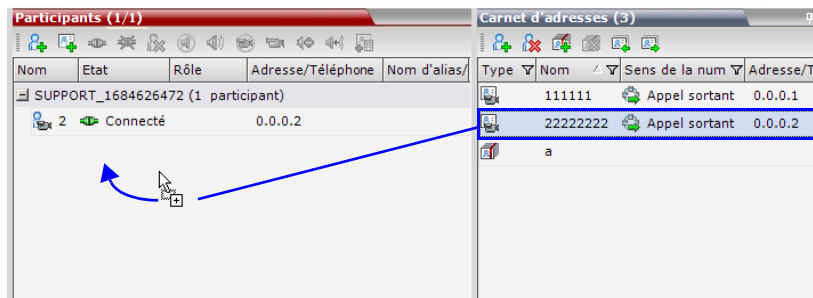 Participants (1/1)
Nom Etat Rôle Adresse/Téléphone Nom d'alias/
SUPPORT_1684626472 (1 participant)
2 Connecté 0.0.0.2
Carnet d'adresses (3)
Type Nom Sens de la num Adresse/T
111111 Appel sortant 0.0.0.1
22222222 Appel sortant 0.0.0.2
a